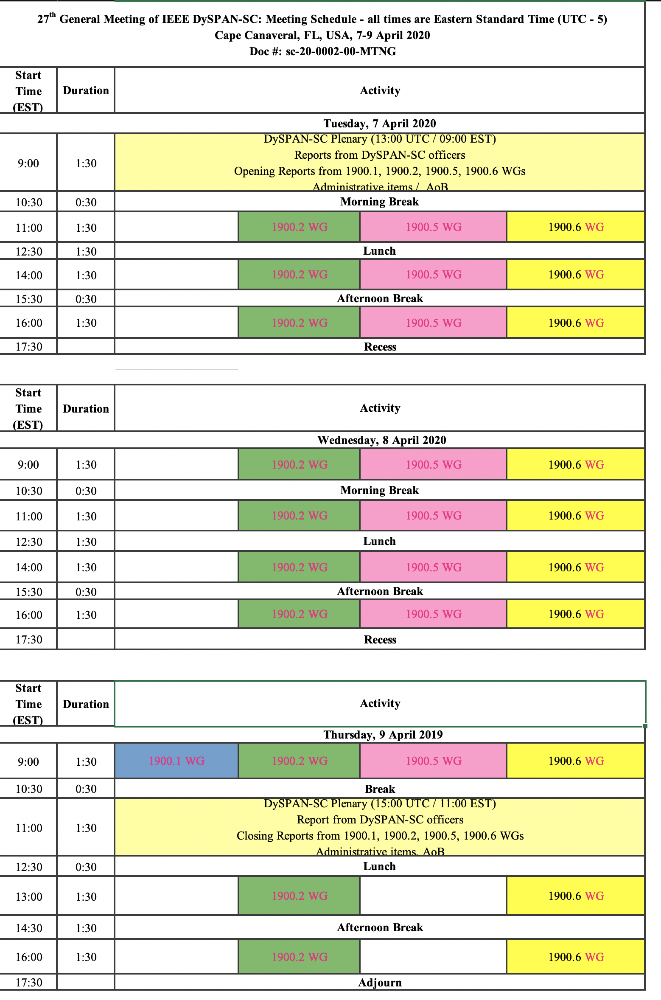 27th General Meeting of IEEE DySPAN-SC: Meeting Schedule - all times are Eastern Standard Time (UTC - 5)
Cape Canaveral, FL, USA, 7-9 April 2020
Doc #: sc-20-0002-00-MTNG
Start Time (EST) Duration Activity
Tuesday, 7 April 2020
9:00 1:30 DySPAN-SC Plenary (13:00 UTC / 09:00 EST)
Reports from DySPAN-SC officers
Opening Reports from 1900.1, 1900.2, 1900.5, 1900.6 WGs
Administrative items / AoB
10:30 0:30 Morning Break
11:00 1:30 1900.2 WG 1900.5 WG 1900.6 WG
12:30 1:30 Lunch
14:00 1:30 1900.2 WG 1900.5 WG 1900.6 WG
15:30 0:30 Afternoon Break
16:00 1:30 1900.2 WG 1900.5 WG 1900.6 WG
17:30 Recess
Start Time (EST) Duration Activity
Wednesday, 8 April 2020
9:00 1:30 1900.2 WG 1900.5 WG 1900.6 WG
10:30 0:30 Morning Break
11:00 1:30 1900.2 WG 1900.5 WG 1900.6 WG
12:30 1:30 Lunch
14:00 1:30 1900.2 WG 1900.5 WG 1900.6 WG
15:30 0:30 Afternoon Break
16:00 1:30 1900.2 WG 1900.5 WG 1900.6 WG
17:30 Recess
Start Time (EST) Duration Activity
Thursday, 9 April 2019
9:00 1:30 1900.1 WG 1900.2 WG 1900.5 WG 1900.6 WG
10:30 0:30 Break
11:00 1:30 DySPAN-SC Plenary (15:00 UTC / 11:00 EST)
Report from DySPAN-SC officers
Closing Reports from 1900.1, 1900.2, 1900.5, 1900.6 WGs
Administrative items, AoB
12:30 0:30 Lunch
13:00 1:30 1900.2 WG 1900.6 WG
14:30 1:30 Afternoon Break
16:00 1:30 1900.2 WG 1900.6 WG
17:30 Adjourn